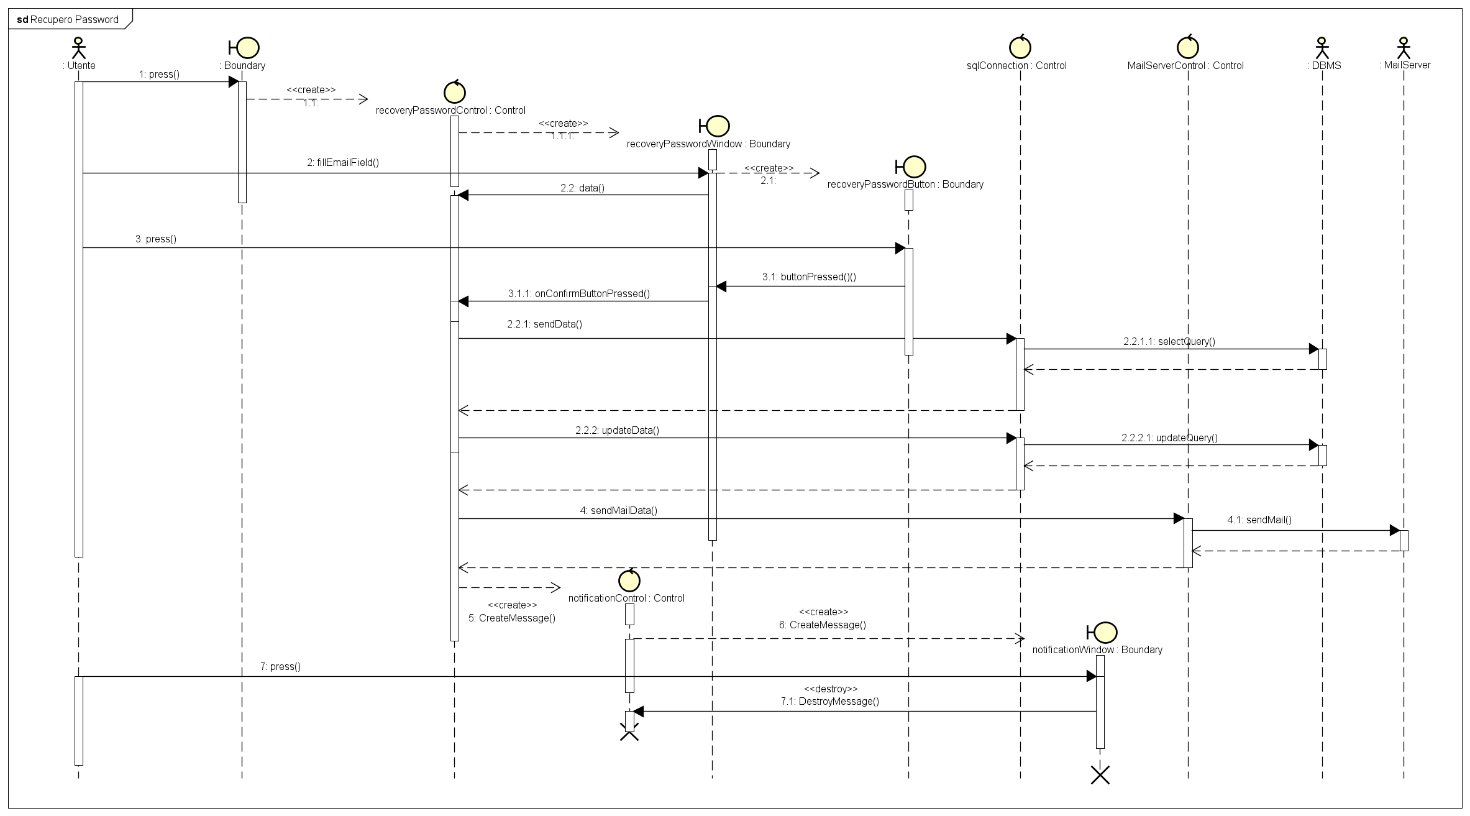 sd Recupero Password
: Utente
: Boundary
sqlConnection : Control
MailServerControl : Control
: DBMS
: MailServer
1: press()
<<create>>
1.1:
recoveryPasswordControl : Control
<<create>>
1.1.1:
recoveryPasswordWindow : Boundary
2: fillEmailField()
<<create>>
2.1:
recoveryPasswordButton : Boundary
2.2: data()
3: press()
3.1: buttonPressed()()
3.1.1: onConfirmButtonPressed()
2.2.1: sendData()
2.2.1.1: selectQuery()
2.2.2: updateData()
2.2.2.1: updateQuery()
4: sendMailData()
4.1: sendMail()
notificationControl : Control
<<create>>
5: CreateMessage()
<<create>>
6: CreateMessage()
notificationWindow : Boundary
7: press()
<<destroy>>
7.1: DestroyMessage()